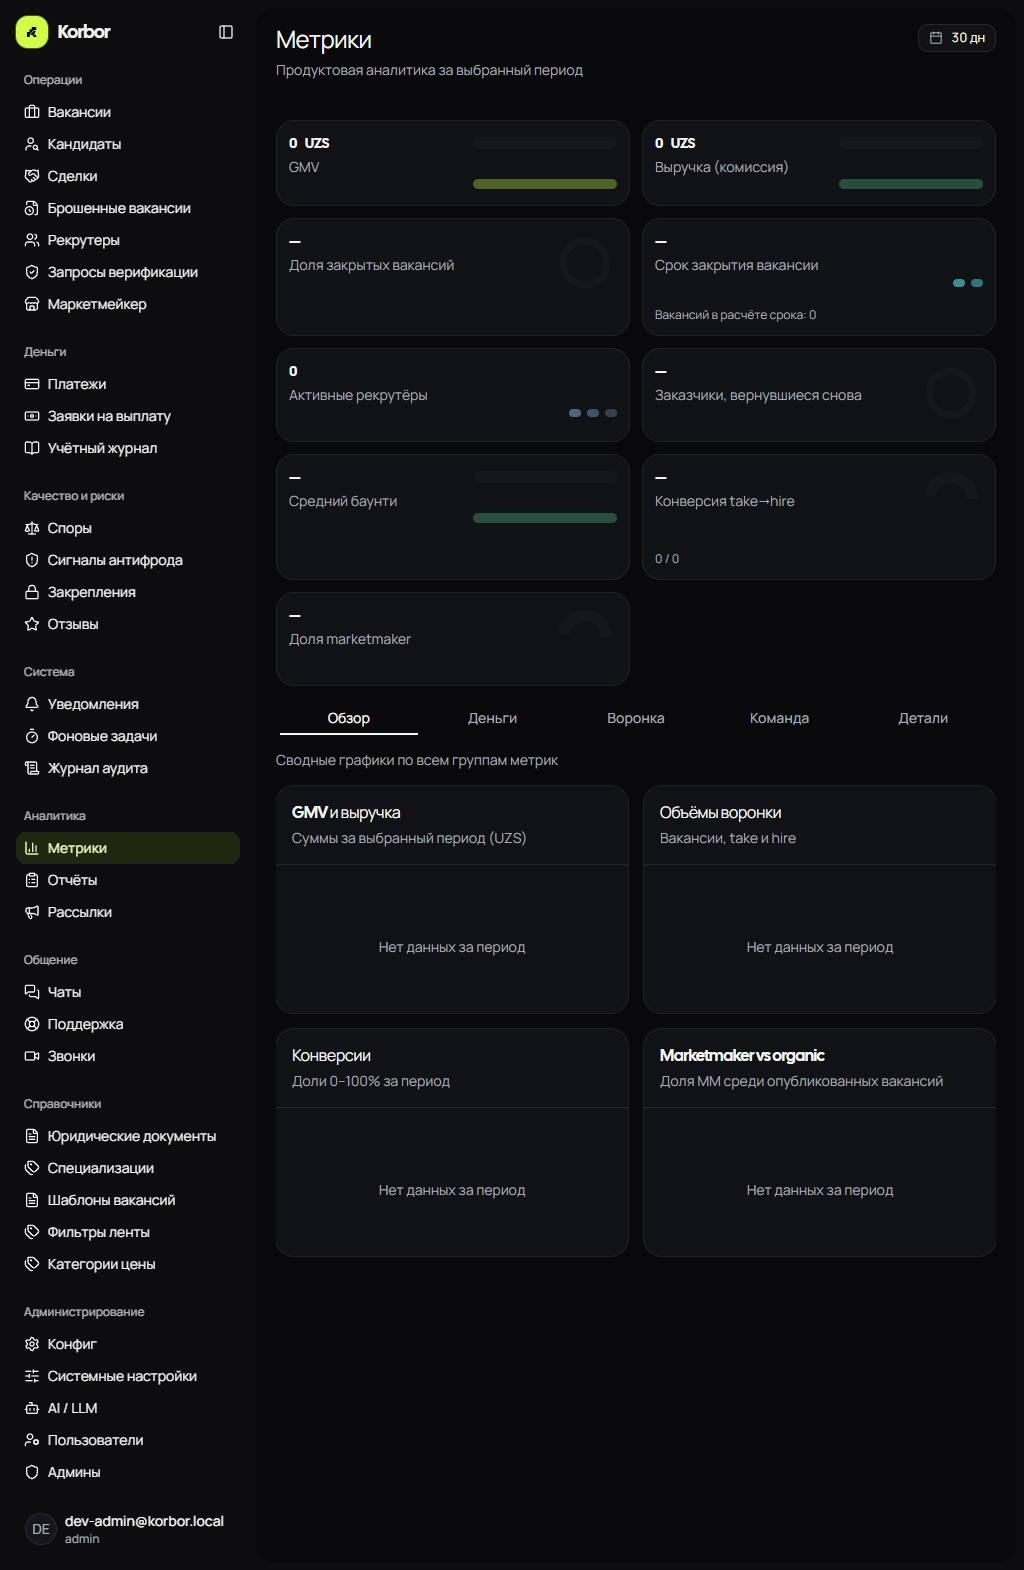 Korbor
Операции
Вакансии
Кандидаты
Сделки
Брошенные вакансии
Рекрутеры
Запросы верификации
Маркетмейкер
Деньги
Платежи
Заявки на выплату
Учётный журнал
Качество и риски
Споры
Сигналы антифрода
Закрепления
Отзывы
Система
Уведомления
Фоновые задачи
Журнал аудита
Аналитика
Метрики
Отчёты
Рассылки
Общение
Чаты
Поддержка
Звонки
Справочники
Юридические документы
Специализации
Шаблоны вакансий
Фильтры ленты
Категории цены
Администрирование
Конфиг
Системные настройки
AI / LLM
Пользователи
Админы
DE
dev-admin@korbor.local
admin
Метрики
30 дн
Продуктовая аналитика за выбранный период
0 UZS
GMV
0 UZS
Выручка (комиссия)
—
Доля закрытых вакансий
—
Срок закрытия вакансии
Вакансий в расчёте срока: 0
0
Активные рекрутёры
—
Заказчики, вернувшиеся снова
—
Средний баунти
—
Конверсия take→hire
0 / 0
—
Доля marketmaker
Обзор
Деньги
Воронка
Команда
Детали
Сводные графики по всем группам метрик
GMV и выручка
Суммы за выбранный период (UZS)
Нет данных за период
Объёмы воронки
Вакансии, take и hire
Нет данных за период
Конверсии
Доли 0–100% за период
Нет данных за период
Marketmaker vs organic
Доля ММ среди опубликованных вакансий
Нет данных за период